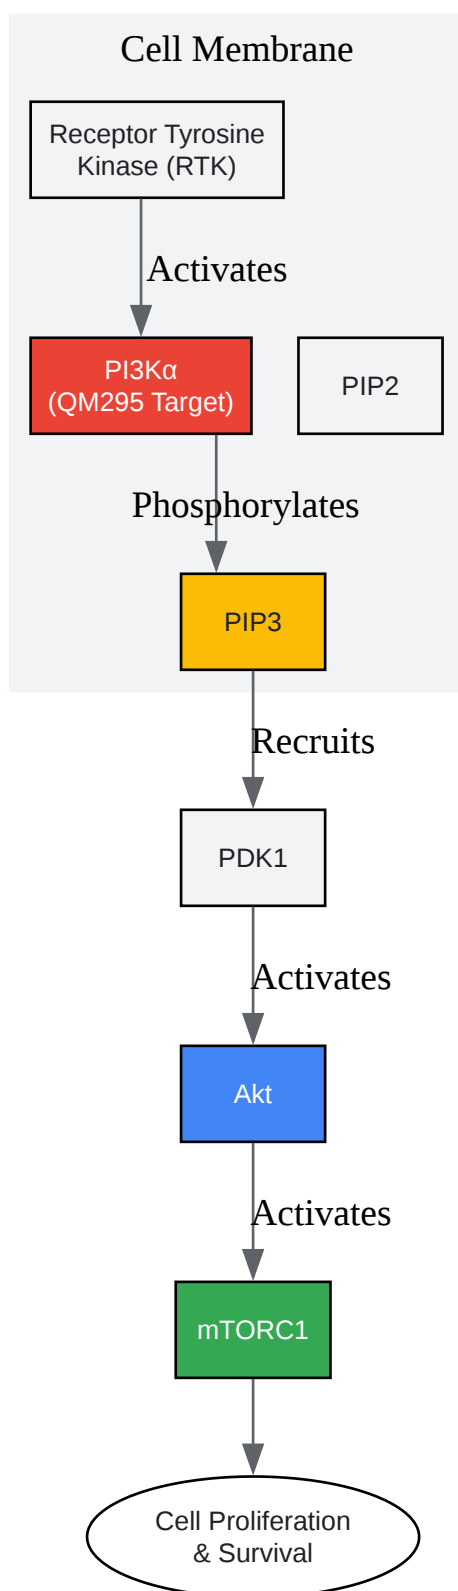 Cell Membrane
Receptor Tyrosine
Kinase (RTK)
Activates
PI3Kα
(QM295 Target)
PIP2
Phosphorylates
PIP3
Recruits
PDK1
Activates
Akt
Activates
mTORC1
Cell Proliferation
& Survival